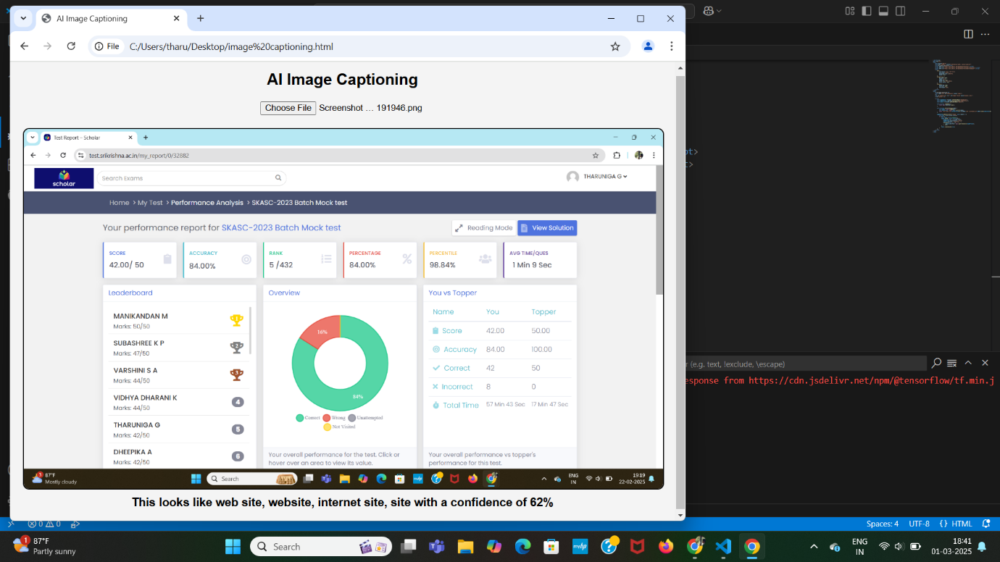 AI Image Captioning
File C:/Users/tharu/Desktop/image%20captioning.html
AI Image Captioning
Choose File Screenshot ... 191946.png
Test Report – Scholar
test.srikrishna.ac.in/my_report/0/32882
scholar
Search Exams
THARUNIGA G
Home > My Test > Performance Analysis > SKASC-2023 Batch Mock test
Your performance report for SKASC-2023 Batch Mock test
Reading Mode
View Solution
SCORE
42.00/ 50
ACCURACY
84.00%
RANK
5 /432
PERCENTAGE
84.00%
PERCENTILE
98.84%
AVG TIME/QUES
1 Min 9 Sec
Leaderboard
MANIKANDAN M
Marks: 50/50
1
SUBASHREE K P
Marks: 47/50
2
VARSHINI S A
Marks: 44/50
3
VIDHYA DHARANI K
Marks: 44/50
4
THARUNIGA G
Marks: 42/50
5
DHEEPIKA A
Marks: 42/50
6
Overview
16%
84%
Correct Wrong Unattempted
Not Visited
Your overall performance for the test. Click or
hover over an area to view its value.
You vs Topper
Name You Topper
Score 42.00 50.00
Accuracy 84.00 100.00
Correct 42 50
Incorrect 8 0
Total Time 57 Min 43 Sec 17 Min 47 Sec
Your overall performance vs topper's
performance for this test.
3
87°F
Mostly cloudy
Search
ENG
IN
19:19
22-02-2025
This looks like web site, website, internet site, site with a confidence of 62%
pt>
t>
r (e.g. text, !exclude, \escape)
esponse from https://cdn.jsdelivr.net/npm/@tensorflow/tf.min.j
0 0
Spaces: 4 UTF-8 {} HTML
1
87°F
Partly sunny
Search
myhp
ENG
IN
18:41
01-03-2025